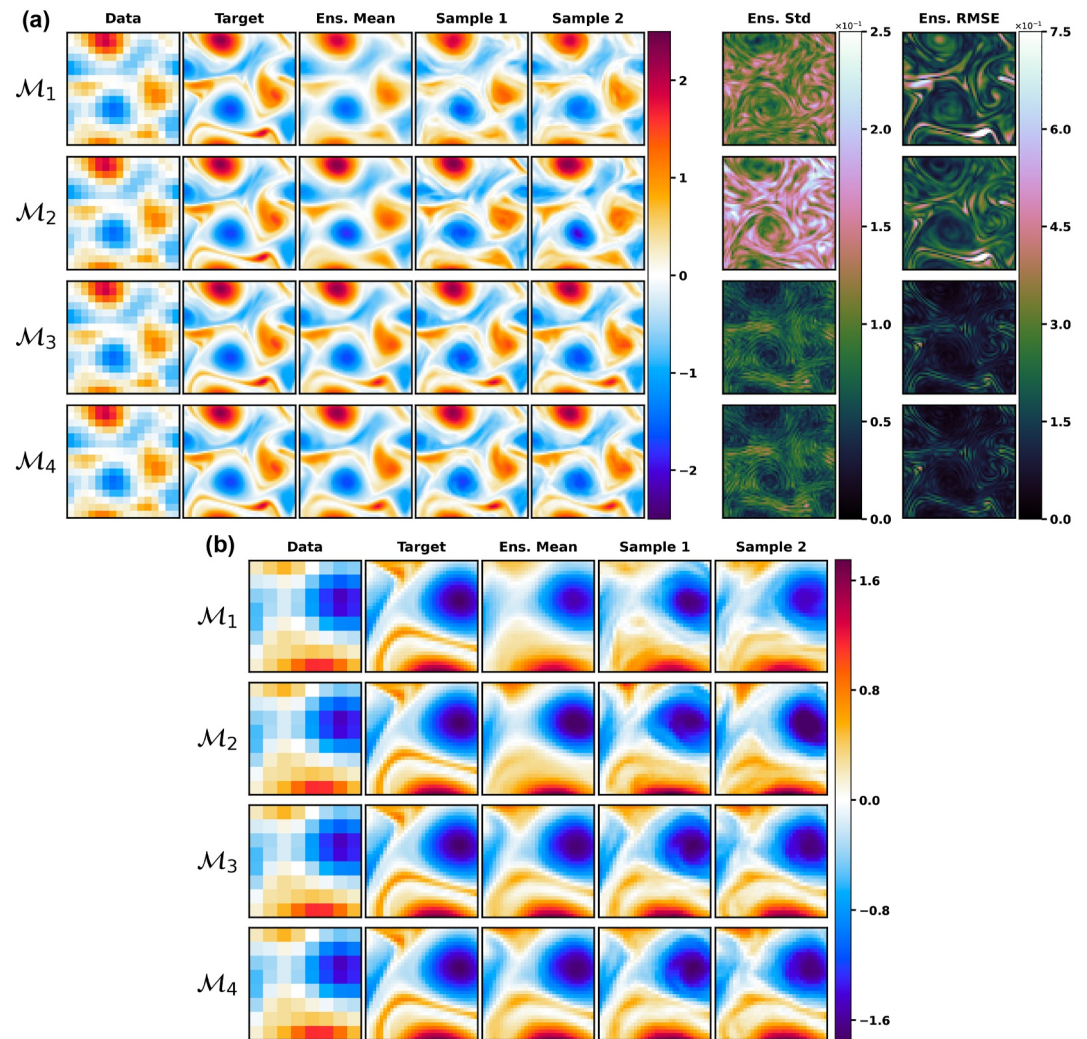 (a) Data Target Ens. Mean Sample 1 Sample 2 Ens. Std Ens. RMSE
×10⁻¹ ×10⁻¹
2.5 7.5
2
ℳ₁
2.0 6.0
1
ℳ₂
1.5 4.5
0
1.0 3.0
ℳ₃
−1
0.5 1.5
ℳ₄
−2
0.0 0.0
(b) Data Target Ens. Mean Sample 1 Sample 2
1.6
ℳ₁
0.8
ℳ₂
0.0
ℳ₃
−0.8
ℳ₄
−1.6